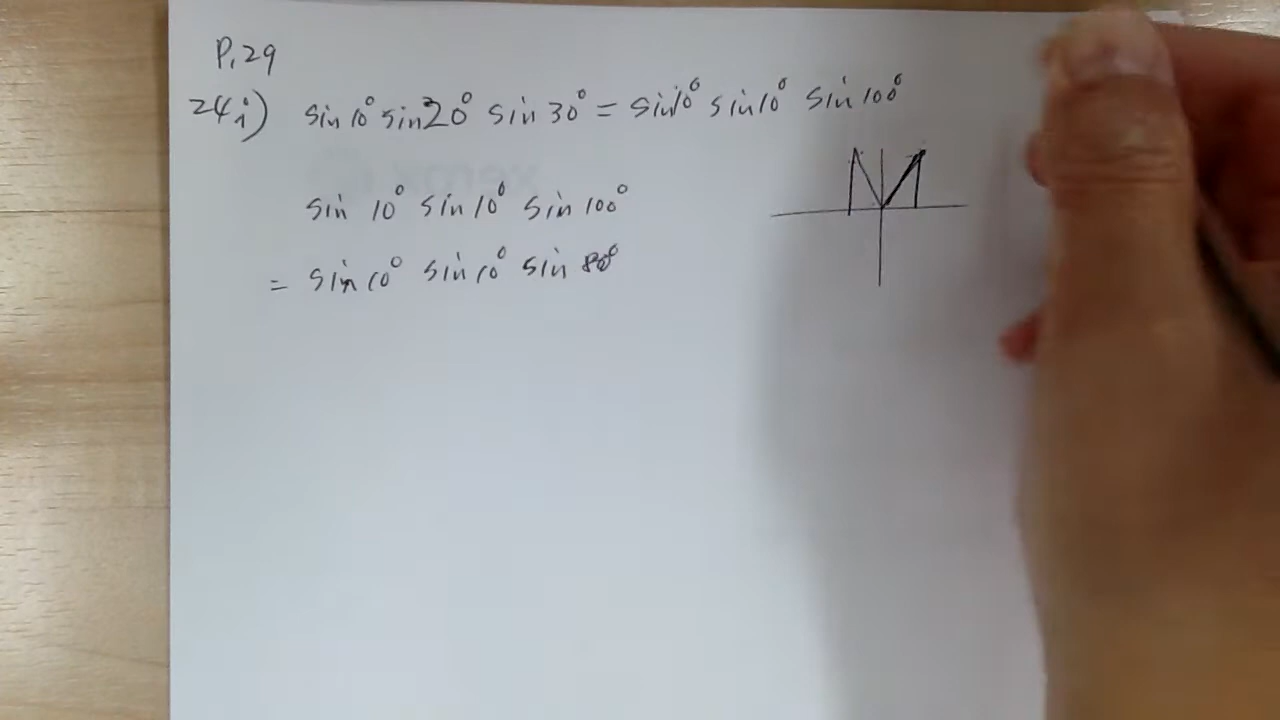 P.29
24i) sin 10° sin 20° sin 30° = sin 10° sin 10° sin 100°
sin 10° sin 10° sin 100°
= sin 10° sin 10° sin 80°